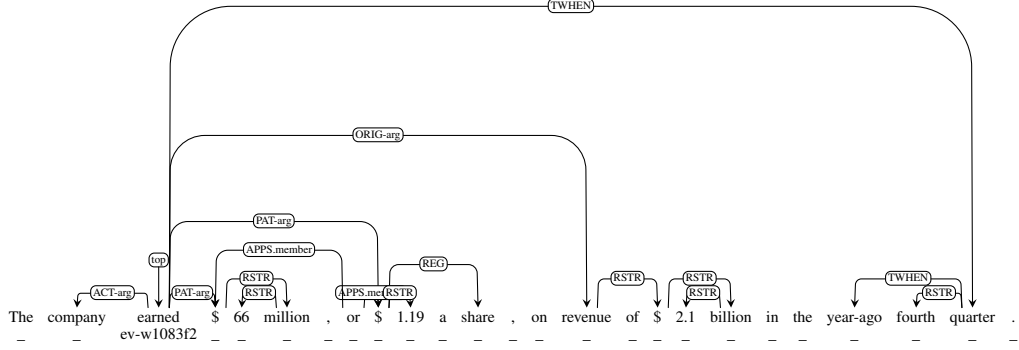 TWHEN
ORIG-arg
PAT-arg
APPS.member
top
REG
RSTR RSTR RSTR TWHEN
ACT-arg PAT-arg RSTR APPS.me RSTR RSTR RSTR
The company earned $ 66 million , or $ 1.19 a share , on revenue of $ 2.1 billion in the year-ago fourth quarter .
_ _ ev-w1083f2 _ _ _ _ _ _ _ _ _ _ _ _ _ _ _ _ _ _ _ _ _ _